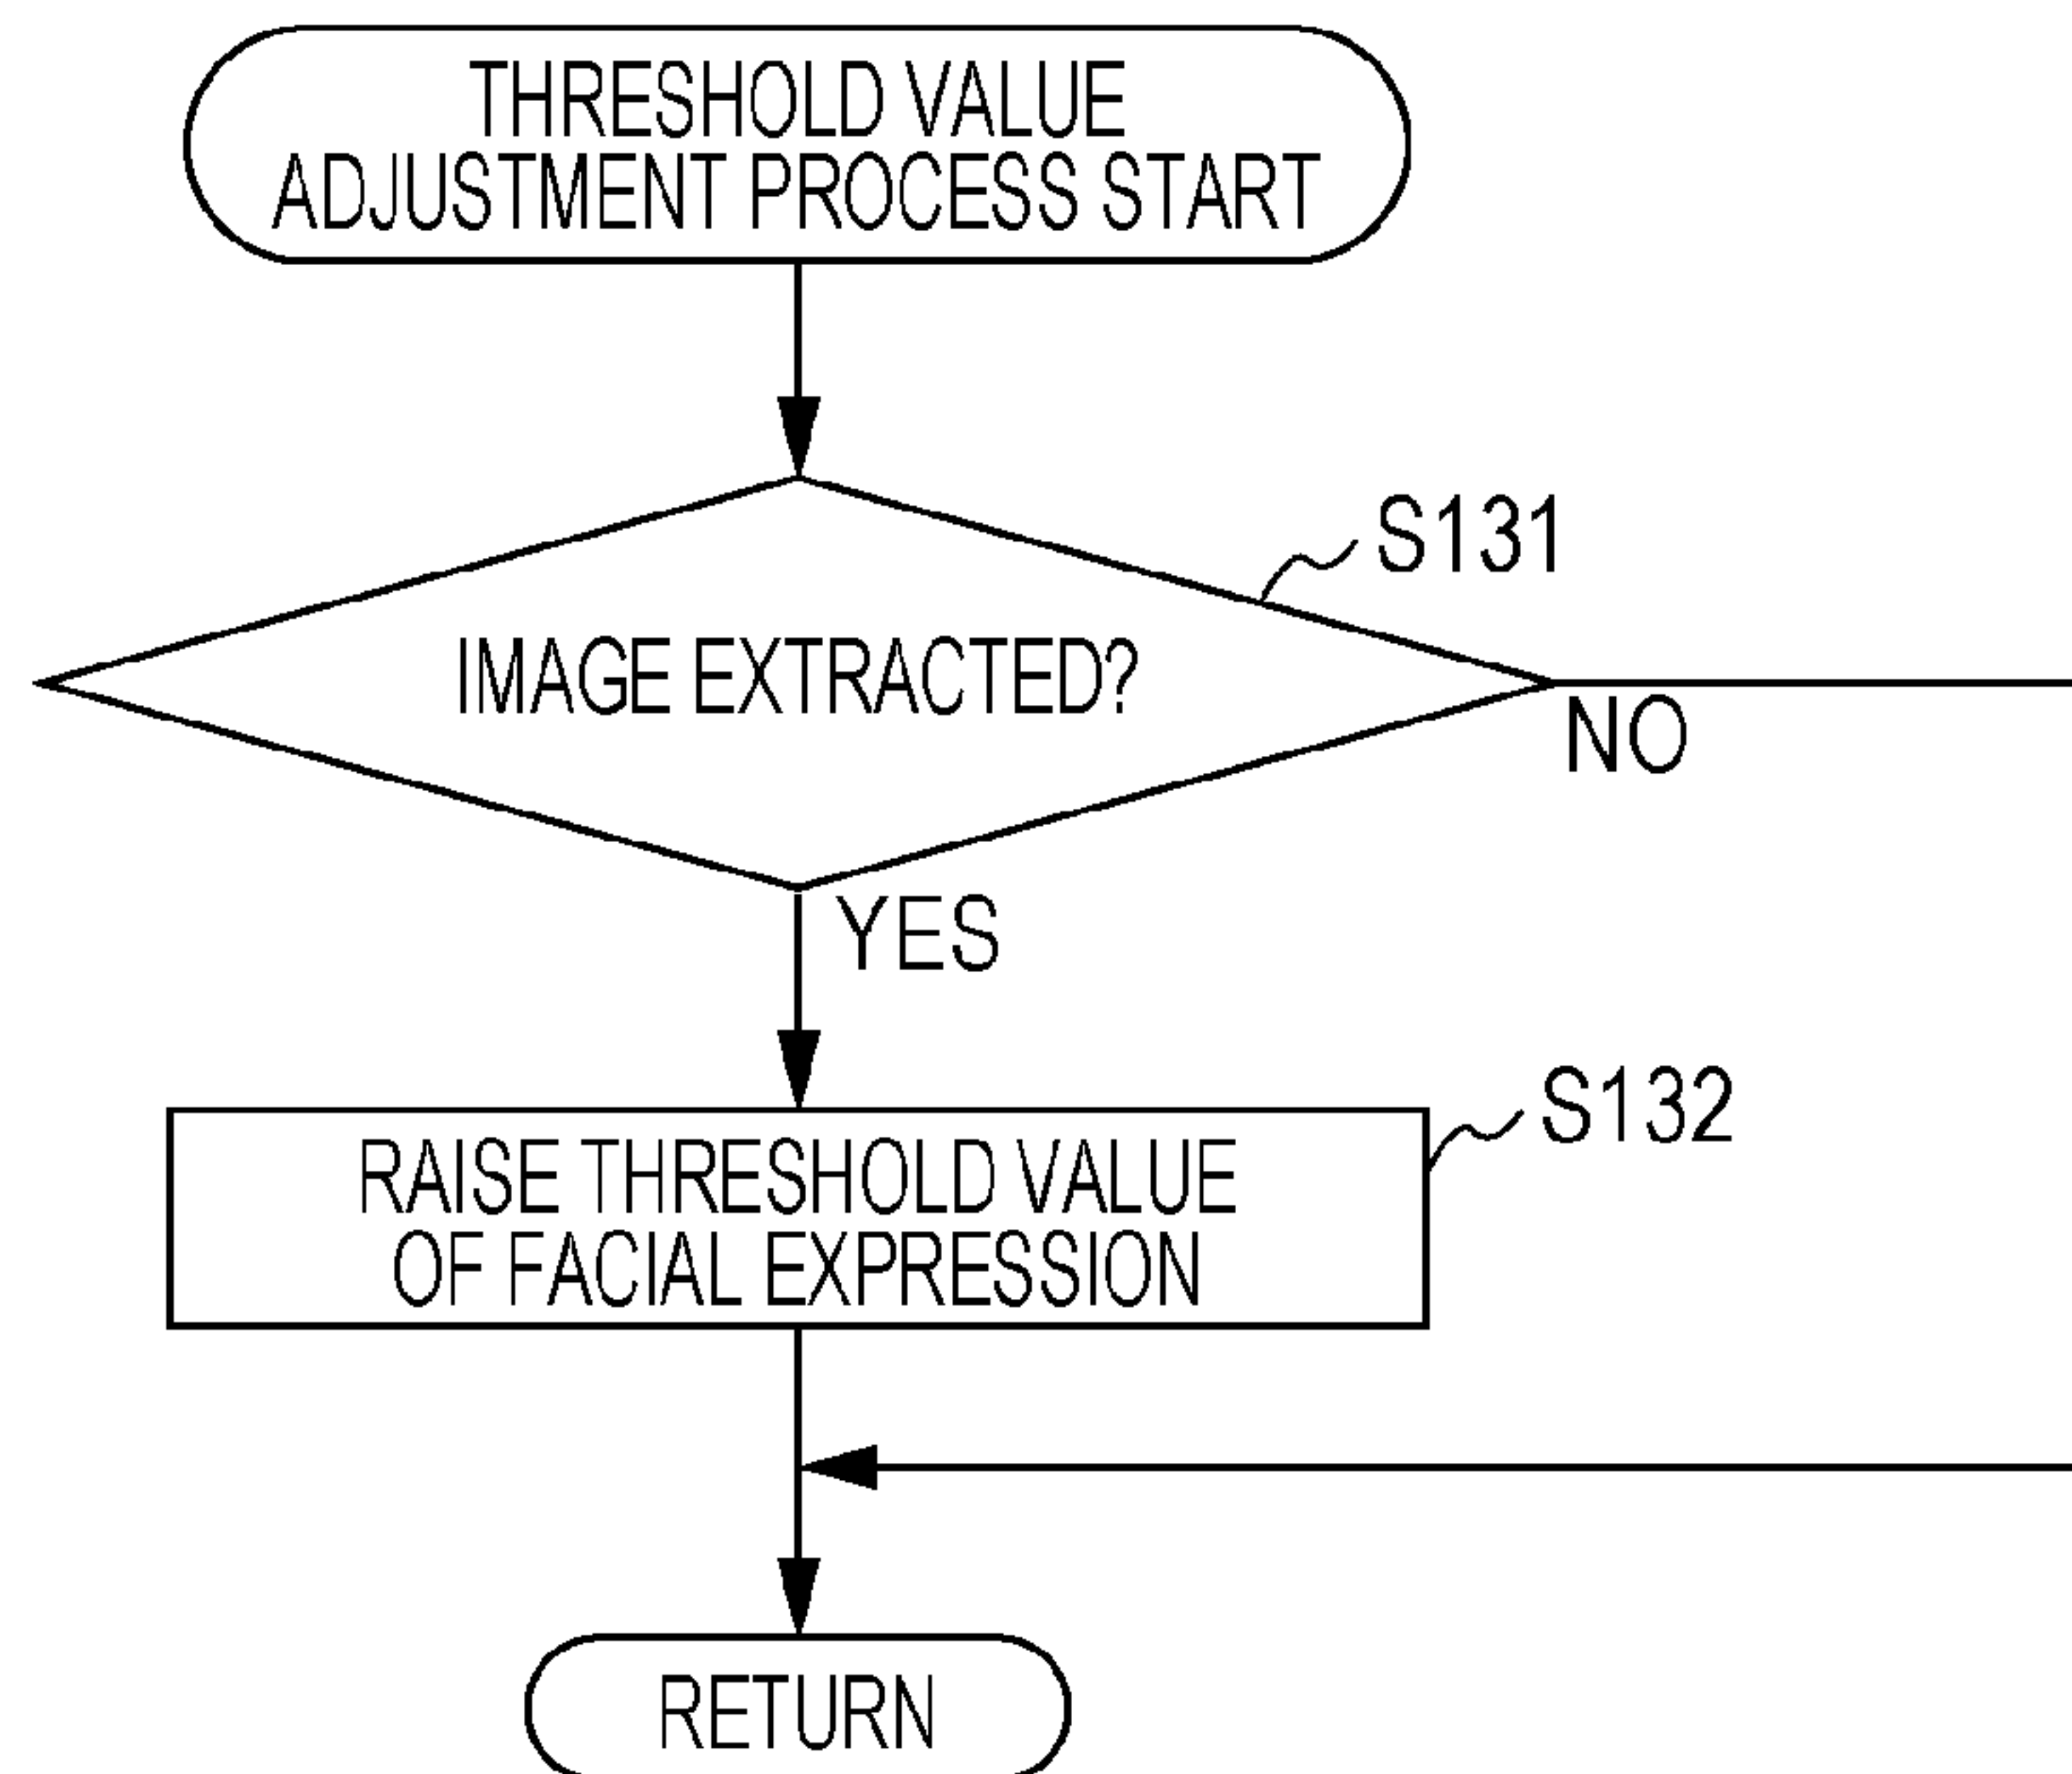 THRESHOLD VALUE
ADJUSTMENT PROCESS START
S131
IMAGE EXTRACTED?
NO
YES
S132
RAISE THRESHOLD VALUE
OF FACIAL EXPRESSION
RETURN